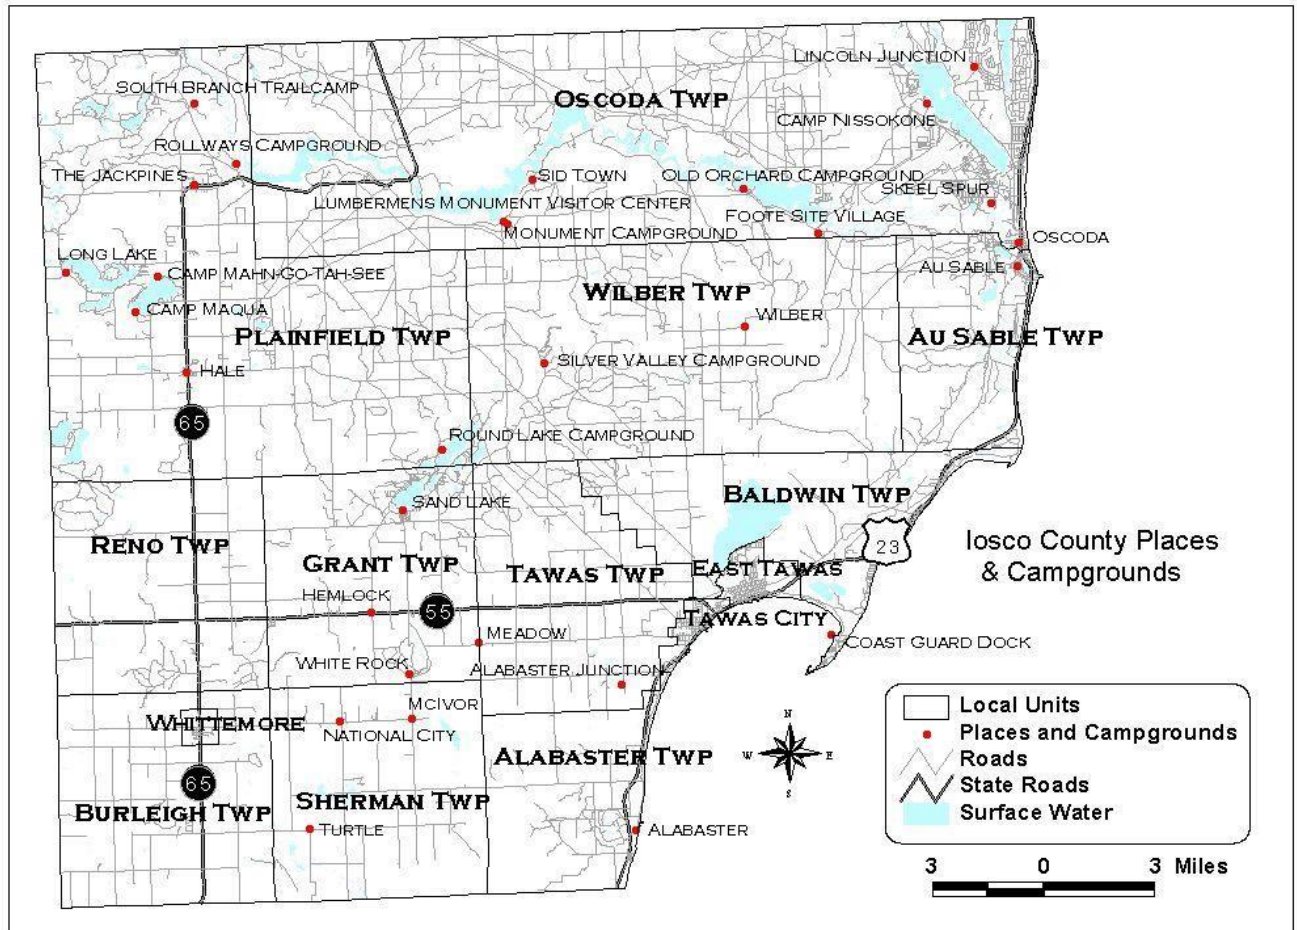 Lincoln Junction
South Branch Trailcamp
Oscoda Twp
Camp Nissokone
Rollways Campground
The Jackpines
Sid Town
Old Orchard Campground
Skeel Spur
Lumbermens Monument Visitor Center
Foote Site Village
Monument Campground
Oscoda
Long Lake
Camp Mahn-Go-Tah-See
Au Sable
Wilber Twp
Camp Maqua
Wilber
Plainfield Twp
Au Sable Twp
Silver Valley Campground
Hale
65
Round Lake Campground
Baldwin Twp
Sand Lake
Reno Twp
23
Iosco County Places
& Campgrounds
Grant Twp
Tawas Twp
East Tawas
Hemlock
55
Tawas City
Meadow
Coast Guard Dock
White Rock
Alabaster Junction
McIvor
Whittemore
National City
N
W E
S
Alabaster Twp
65
Burleigh Twp
Sherman Twp
Turtle
Alabaster
Local Units
Places and Campgrounds
Roads
State Roads
Surface Water
3 0 3 Miles